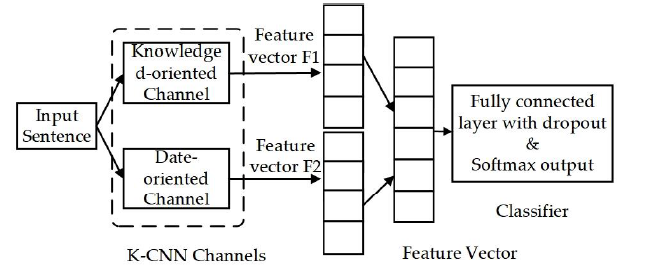 Input
Sentence
Knowledge
d-oriented
Channel
Date-
oriented
Channel
K-CNN Channels
Feature
vector F1
Feature
vector F2
Feature Vector
Fully connected
layer with dropout
&
Softmax output
Classifier